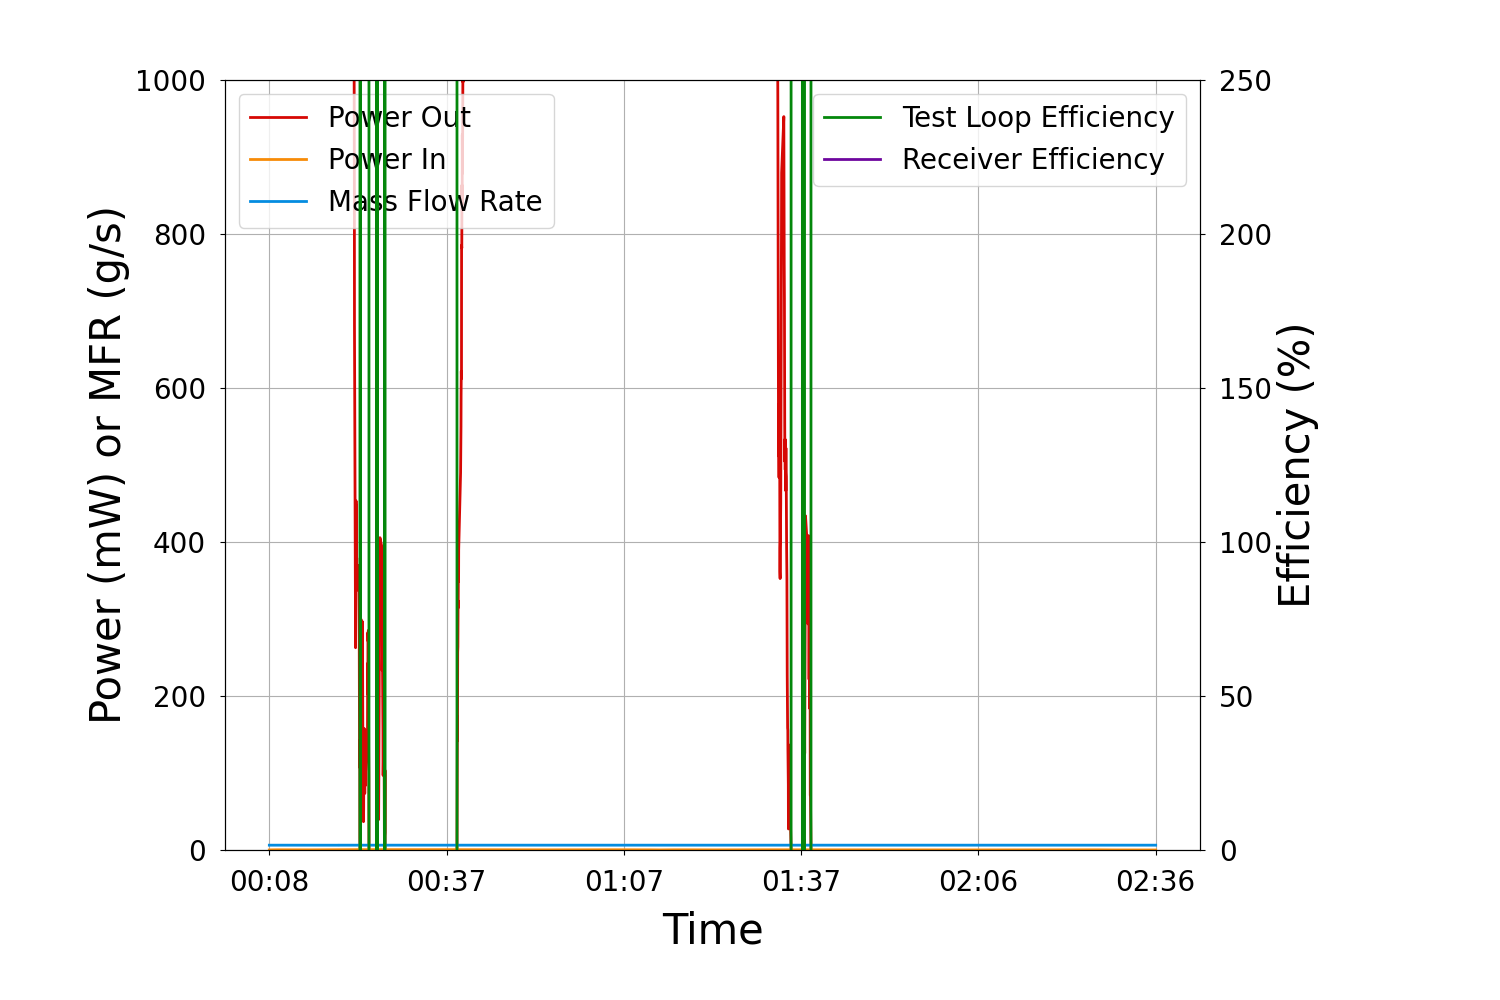 1000
800
600
400
200
0
Power (mW) or MFR (g/s)
Power Out
Power In
Mass Flow Rate
Test Loop Efficiency
Receiver Efficiency
250
200
150
100
50
0
Efficiency (%)
00:08 00:37 01:07 01:37 02:06 02:36
Time